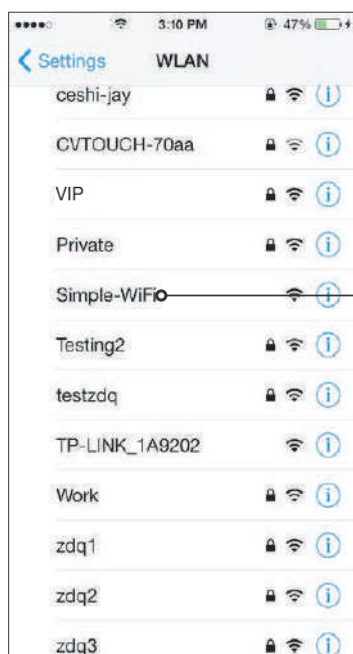 3:10 PM 47%
Settings WLAN
ceshi-jay
CVTOUCH-70aa
VIP
Private
Simple-WiFi
Testing2
testzdq
TP-LINK_1A9202
Work
zdq1
zdq2
zdq3